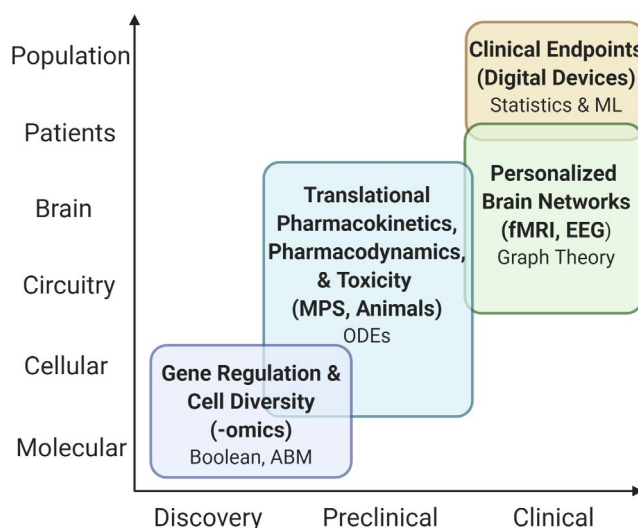 Population
Patients
Brain
Circuitry
Cellular
Molecular
Clinical Endpoints
(Digital Devices)
Statistics & ML
Personalized
Brain Networks
(fMRI, EEG)
Graph Theory
Translational
Pharmacokinetics,
Pharmacodynamics,
& Toxicity
(MPS, Animals)
ODEs
Gene Regulation &
Cell Diversity
(-omics)
Boolean, ABM
Discovery
Preclinical
Clinical